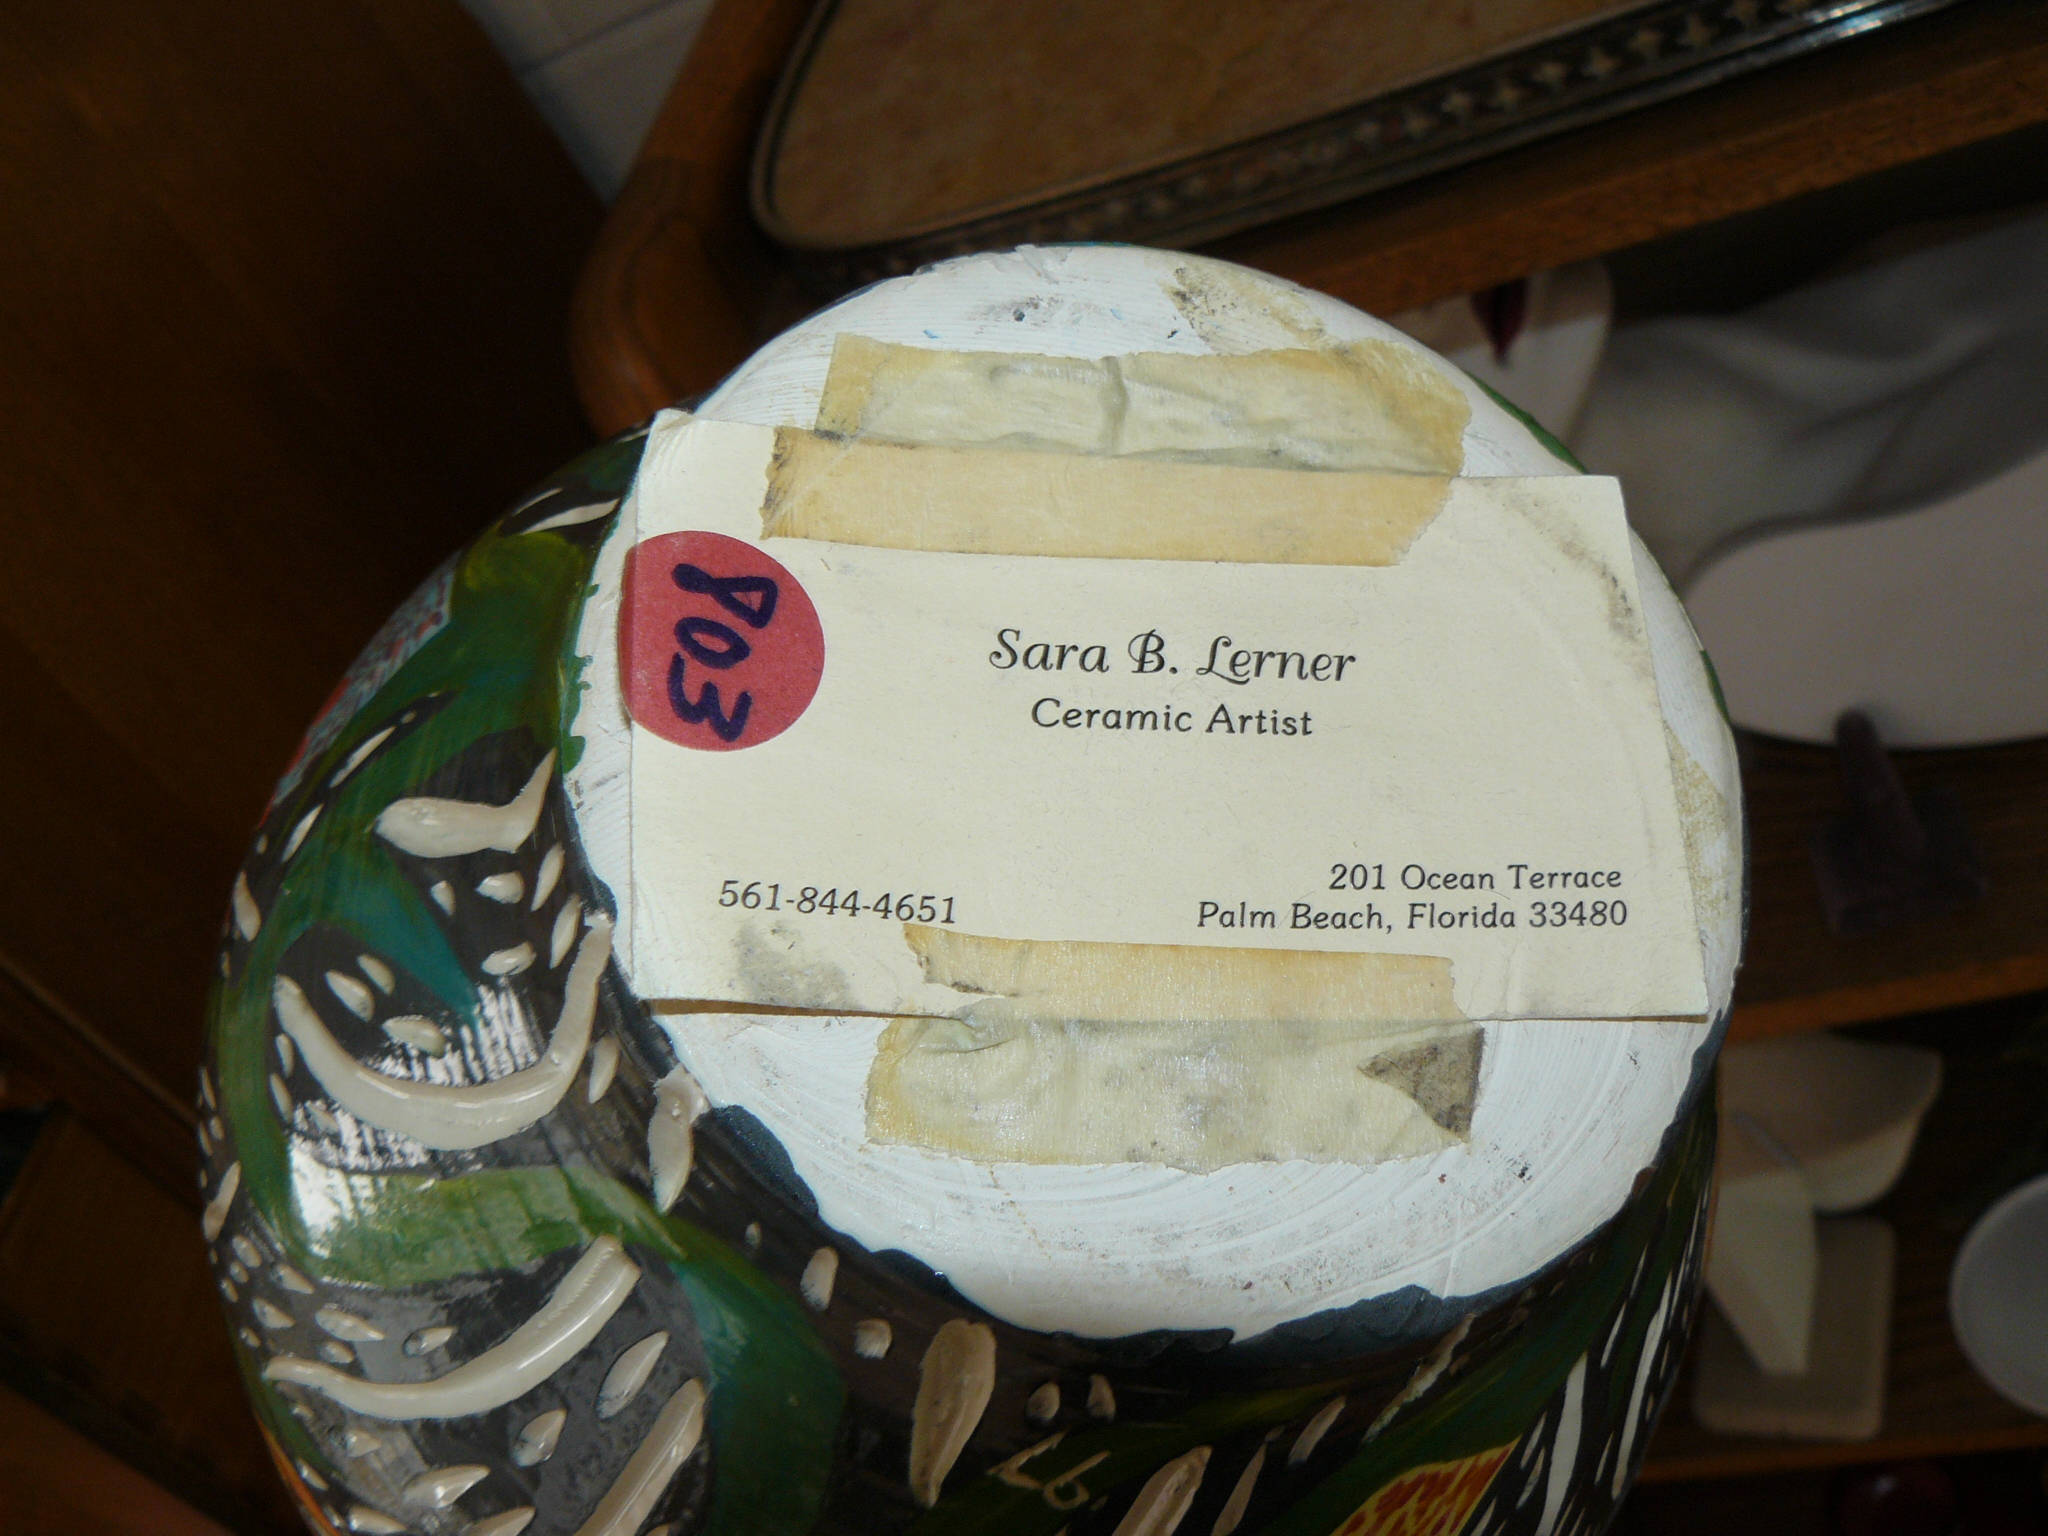 803
Sara B. Lerner
Ceramic Artist
561-844-4651
201 Ocean Terrace
Palm Beach, Florida 33480